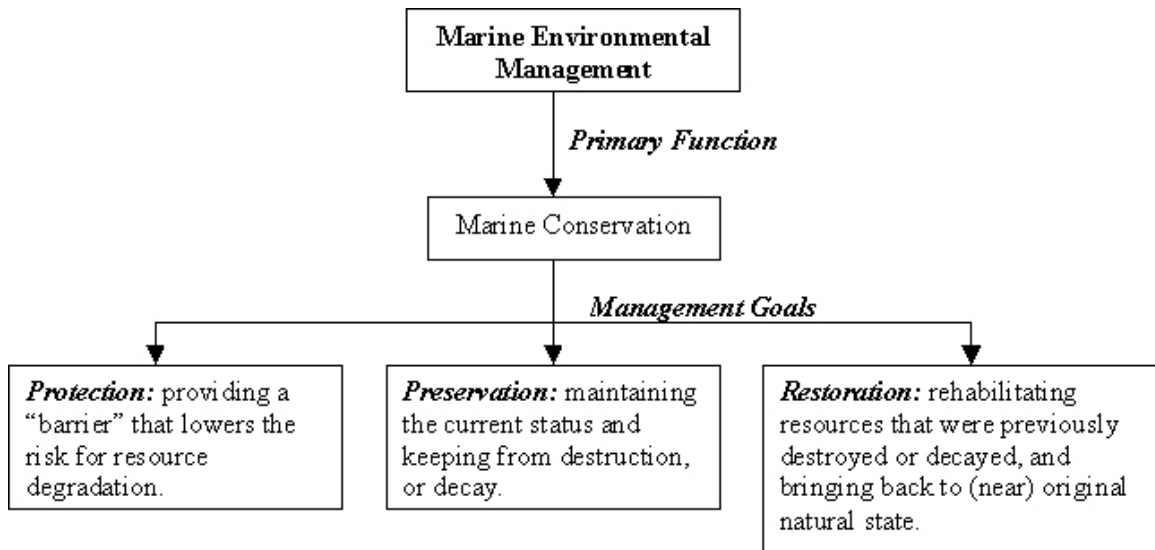 Marine Environmental
Management
Primary Function
Marine Conservation
Management Goals
Protection: providing a
“barrier” that lowers the
risk for resource
degradation.
Preservation: maintaining
the current status and
keeping from destruction,
or decay.
Restoration: rehabilitating
resources that were previously
destroyed or decayed, and
bringing back to (near) original
natural state.